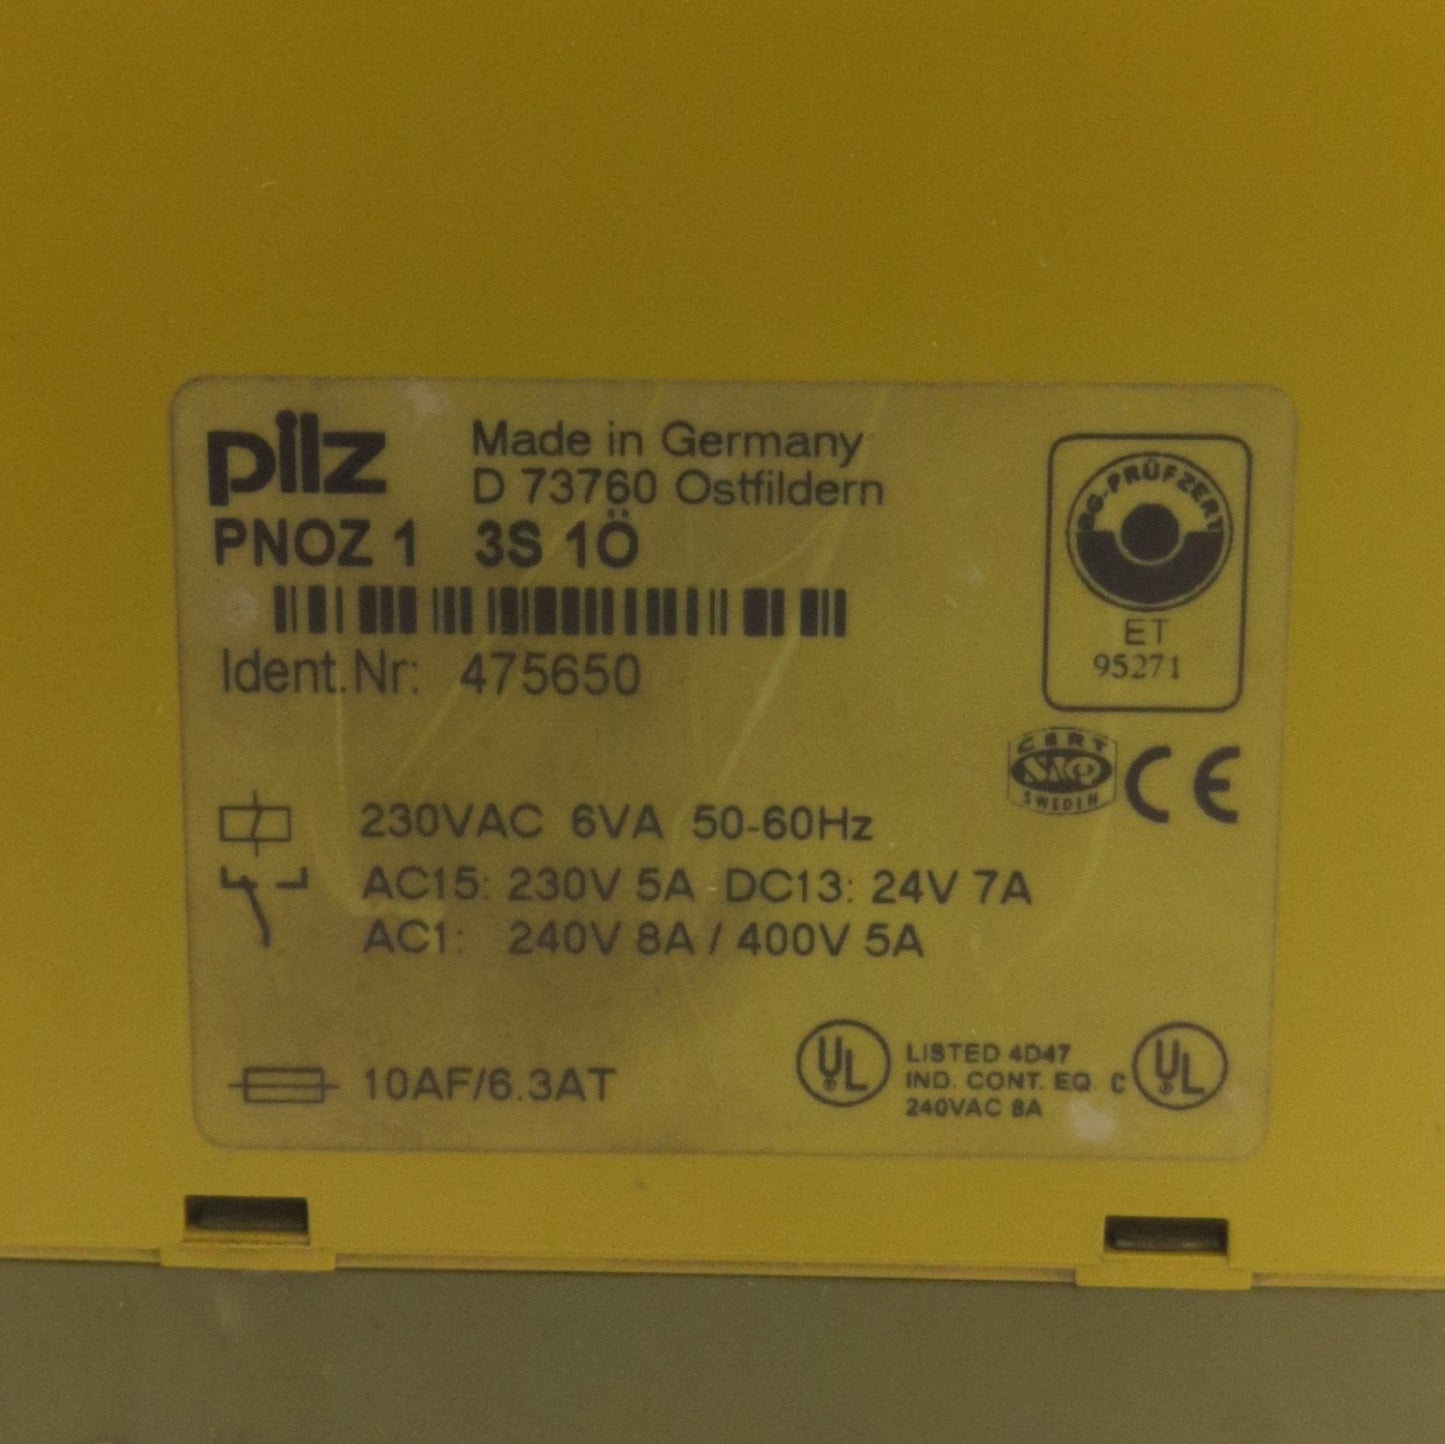 pilz
Made in Germany
D 73760 Ostfildern
PNOZ 1 3S 1Ö
Ident.Nr: 475650
BG-PRÜFZERT
ET
95271
CERT
SWEDEN
CE
230VAC 6VA 50-60Hz
AC15: 230V 5A DC13: 24V 7A
AC1: 240V 8A / 400V 5A
10AF/6.3AT
UL
LISTED 4D47
IND. CONT. EQ.
240VAC 8A
C UL